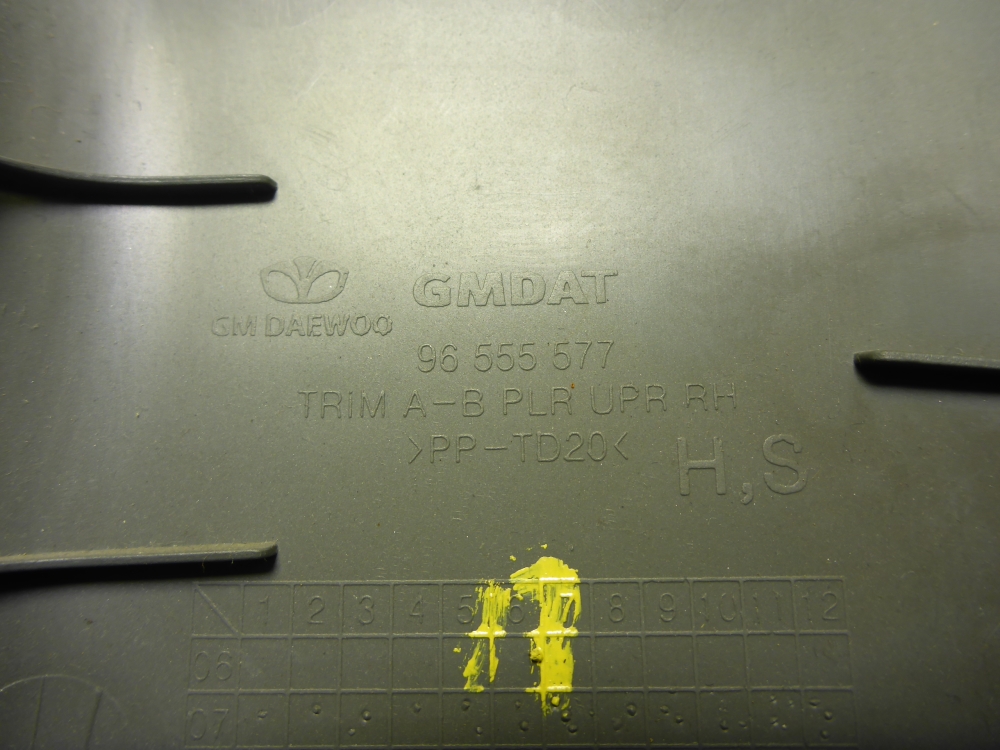 GMDAT
GM DAEWOO
96 555 577
TRIM A-B PLR UPR RH
>PP-TD20<
H,S
1 2 3 4 5 6 7 8 9 10 11 12
06
07